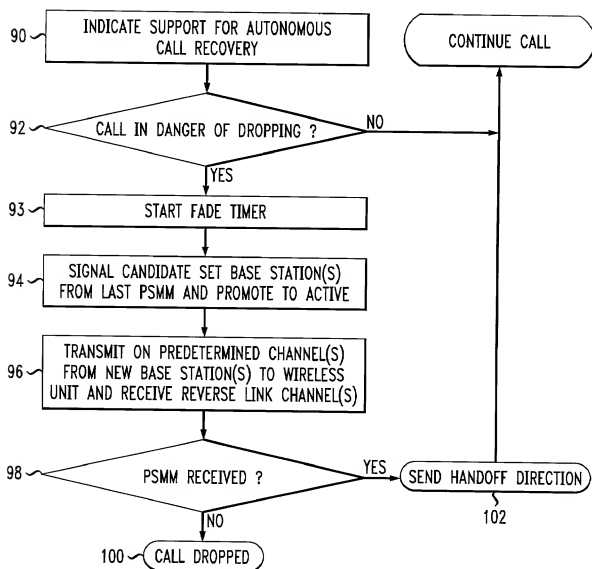 90
INDICATE SUPPORT FOR AUTONOMOUS
CALL RECOVERY
CONTINUE CALL
92
CALL IN DANGER OF DROPPING ?
NO
YES
93
START FADE TIMER
94
SIGNAL CANDIDATE SET BASE STATION(S)
FROM LAST PSMM AND PROMOTE TO ACTIVE
96
TRANSMIT ON PREDETERMINED CHANNEL(S)
FROM NEW BASE STATION(S) TO WIRELESS
UNIT AND RECEIVE REVERSE LINK CHANNEL(S)
98
PSMM RECEIVED ?
YES
SEND HANDOFF DIRECTION
102
NO
100
CALL DROPPED